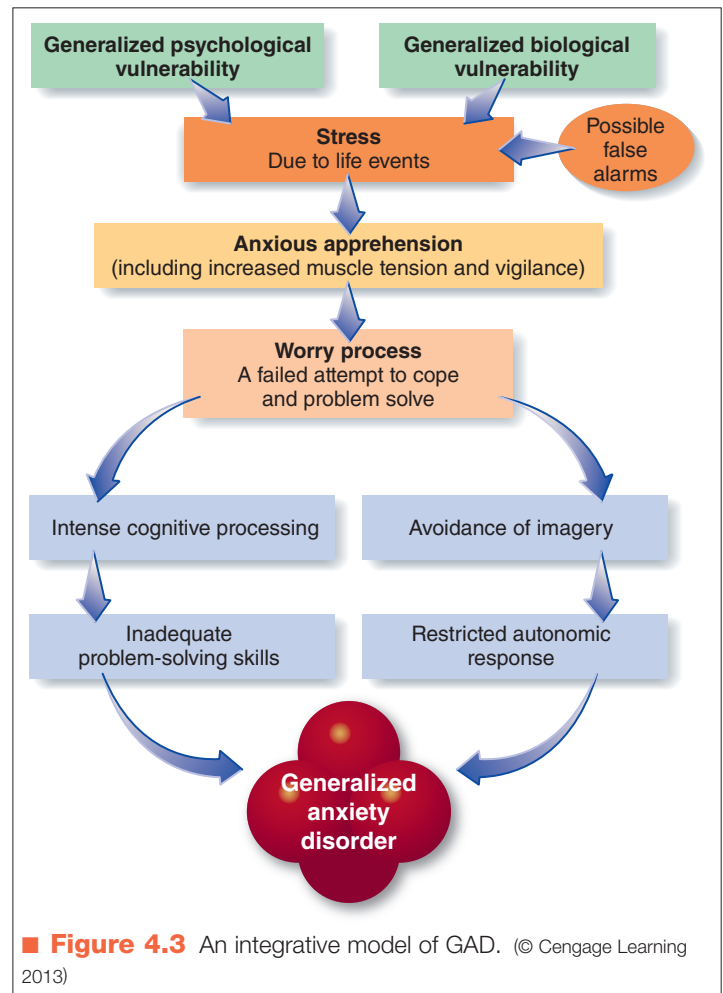 Generalized psychological
vulnerability
Generalized biological
vulnerability
Stress
Due to life events
Possible
false
alarms
Anxious apprehension
(including increased muscle tension and vigilance)
Worry process
A failed attempt to cope
and problem solve
Intense cognitive processing
Avoidance of imagery
Inadequate
problem-solving skills
Restricted autonomic
response
Generalized
anxiety
disorder
■ Figure 4.3 An integrative model of GAD. (© Cengage Learning
2013)